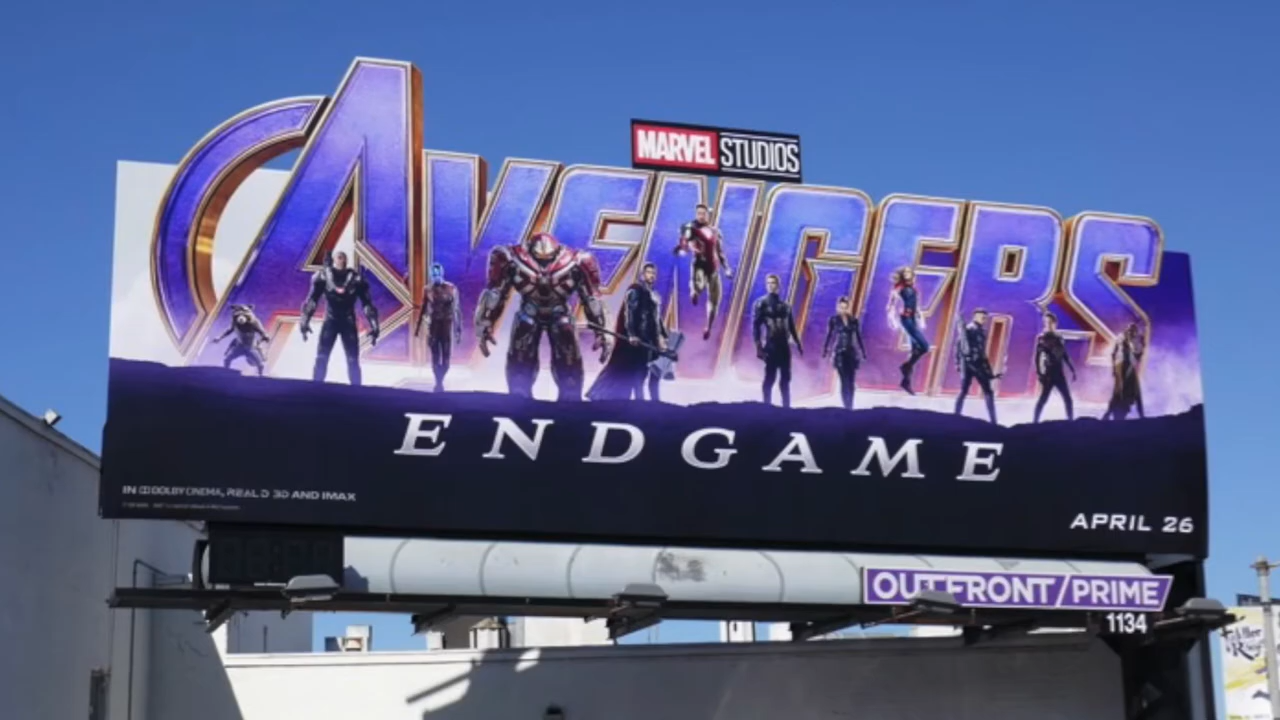 MARVEL STUDIOS
AVENGERS
ENDGAME
IN DOLBY CINEMA, REAL D 3D AND IMAX
APRIL 26
OUTFRONT/PRIME
1134